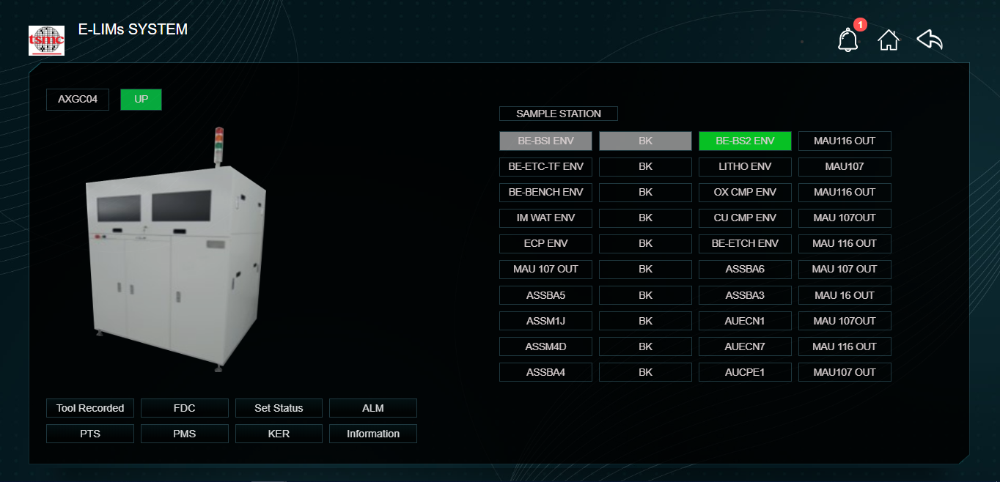 tsmc
E-LIMs SYSTEM
1
AXGC04 UP
SAMPLE STATION
BE-BSI ENV BK BE-BS2 ENV MAU116 OUT
BE-ETC-TF ENV BK LITHO ENV MAU107
BE-BENCH ENV BK OX CMP ENV MAU116 OUT
IM WAT ENV BK CU CMP ENV MAU 107OUT
ECP ENV BK BE-ETCH ENV MAU 116 OUT
MAU 107 OUT BK ASSBA6 MAU 107 OUT
ASSBA5 BK ASSBA3 MAU 16 OUT
ASSM1J BK AUECN1 MAU 107OUT
ASSM4D BK AUECN7 MAU 116 OUT
ASSBA4 BK AUCPE1 MAU107 OUT
Tool Recorded FDC Set Status ALM
PTS PMS KER Information